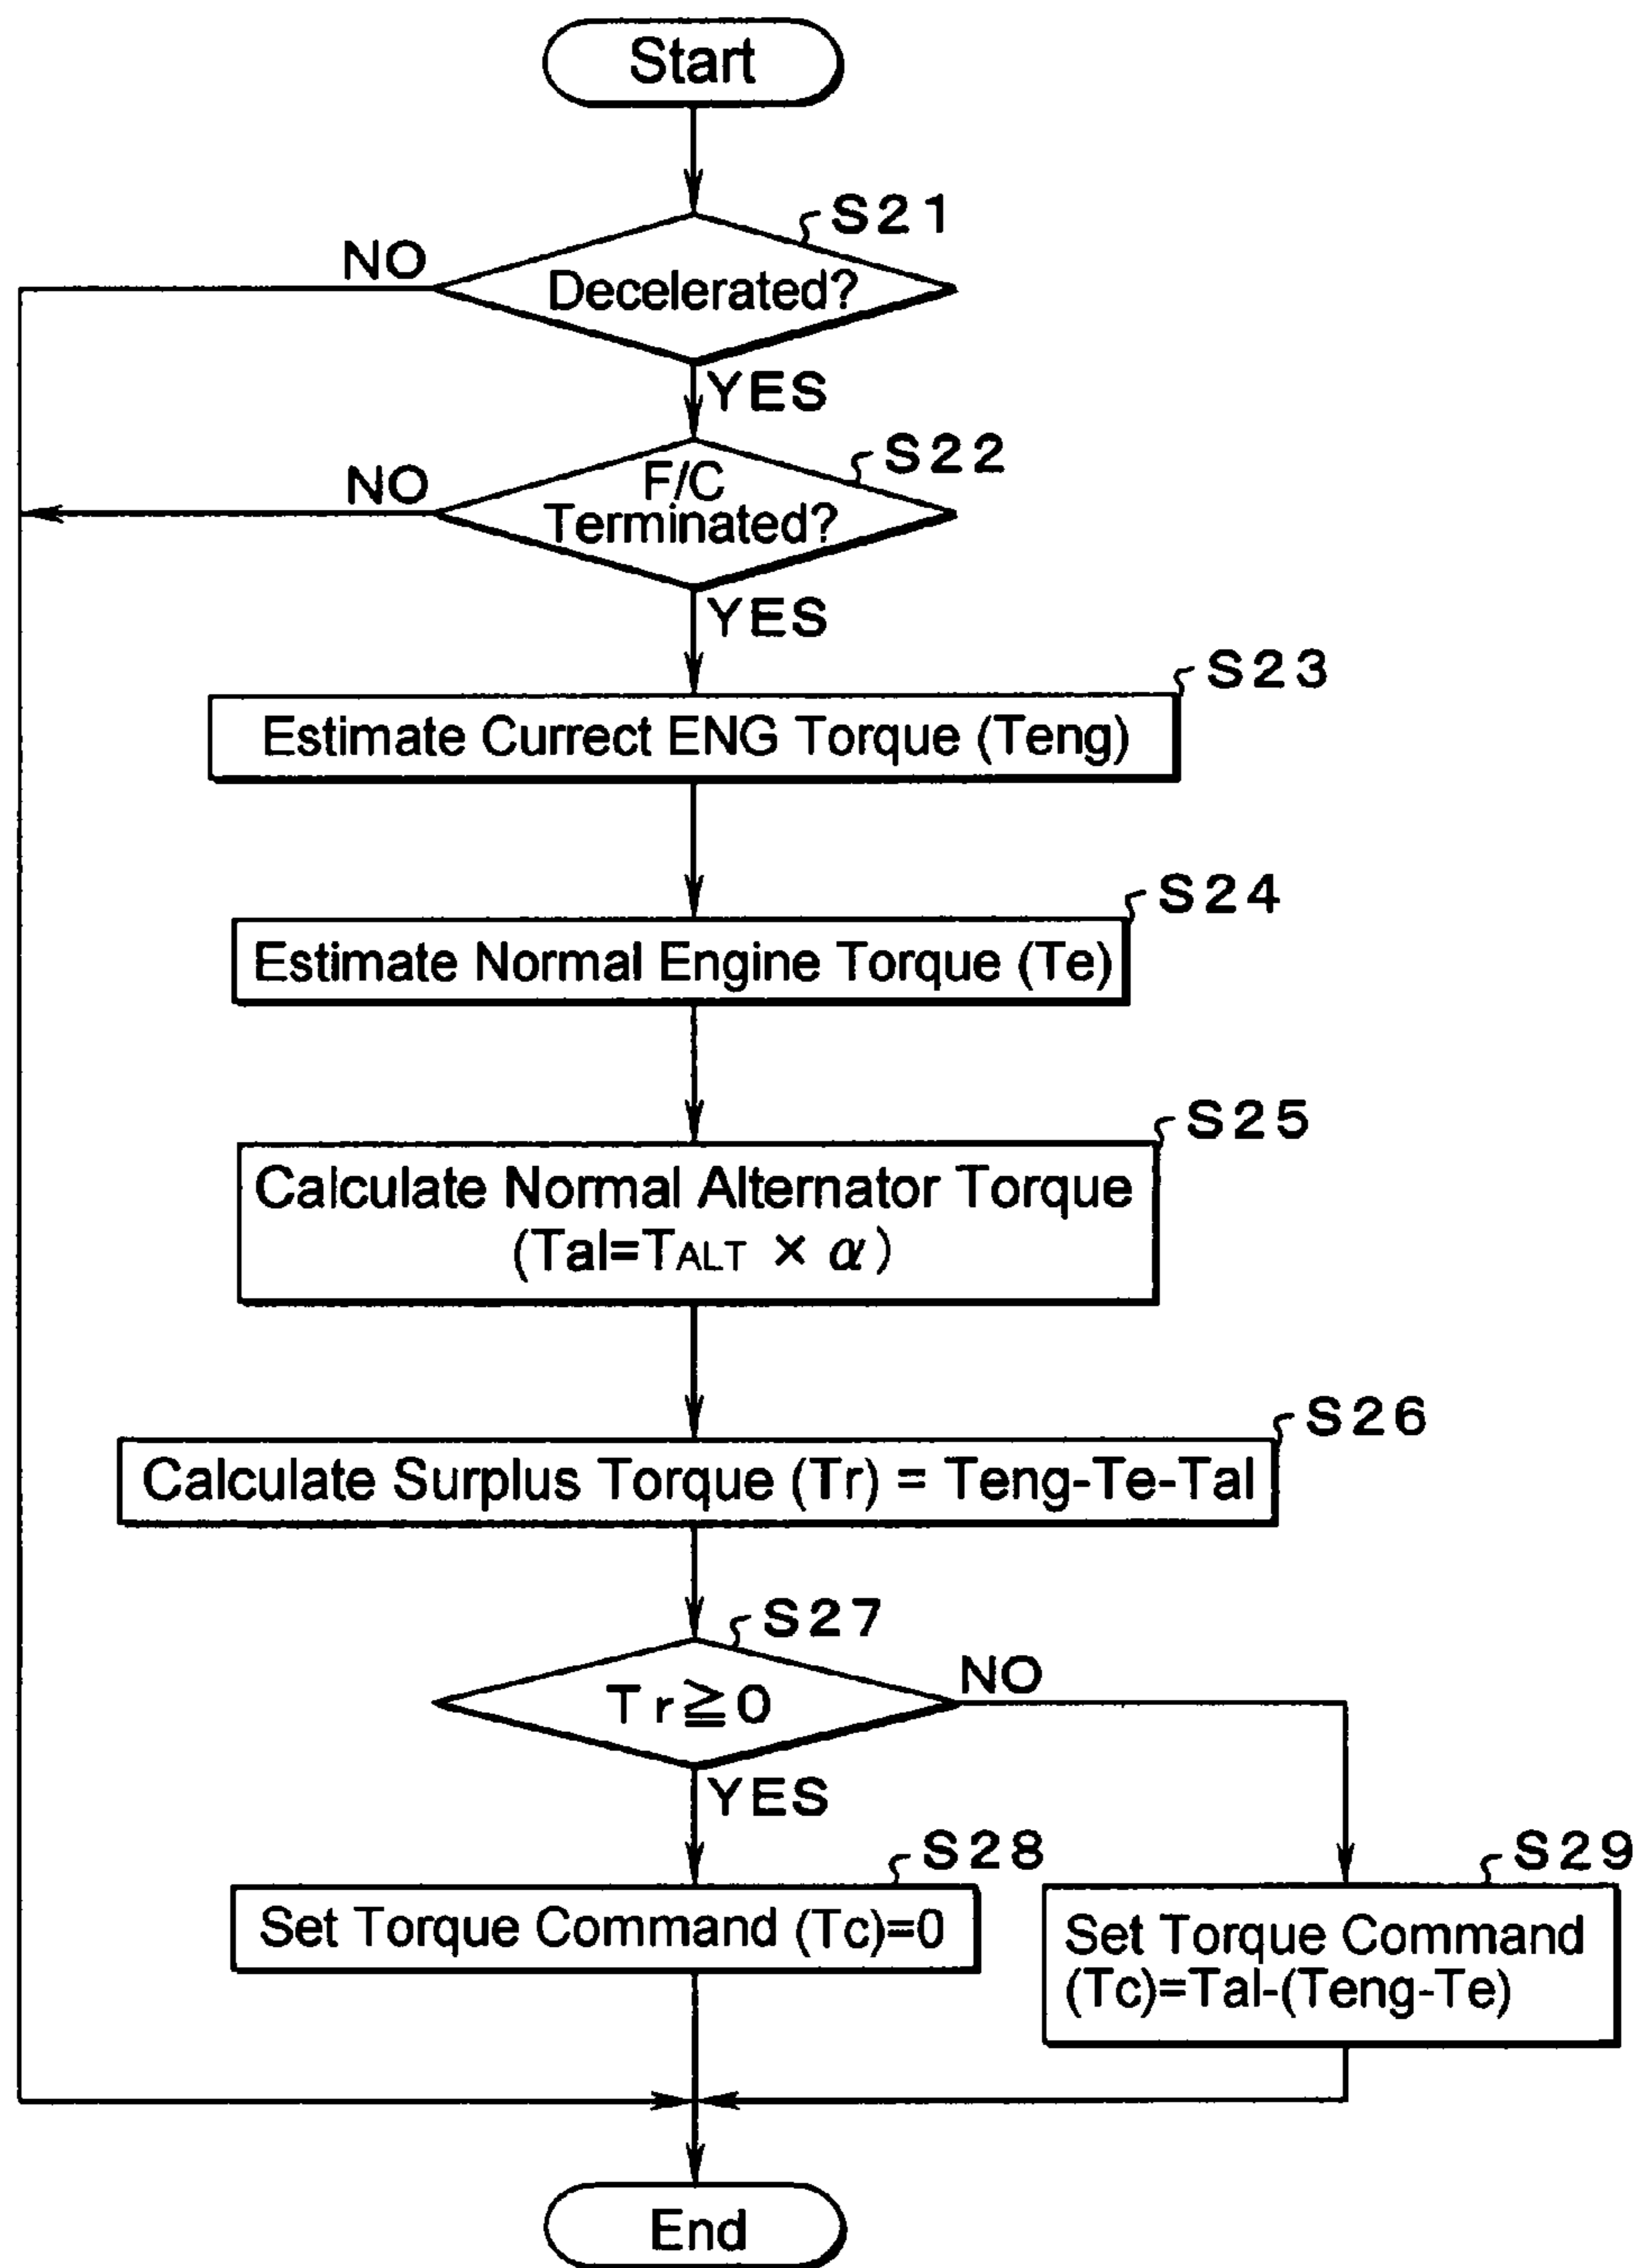 Start
S21
NO
Decelerated?
YES
S22
NO
F/C
Terminated?
YES
S23
Estimate Currect ENG Torque (Teng)
S24
Estimate Normal Engine Torque (Te)
S25
Calculate Normal Alternator Torque
(Tal=TALT × α)
S26
Calculate Surplus Torque (Tr) = Teng-Te-Tal
S27
NO
Tr≧0
YES
S28
Set Torque Command (Tc)=0
S29
Set Torque Command
(Tc)=Tal-(Teng-Te)
End